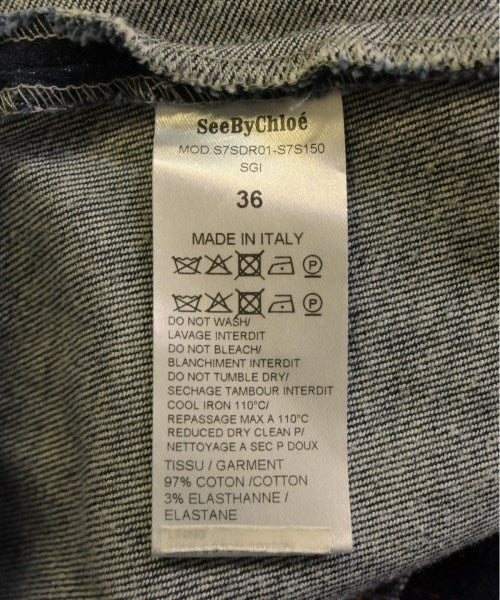 SeeByChloé
MOD.S7SDR01-S7S150
SGI
36
MADE IN ITALY
P
P
DO NOT WASH/
LAVAGE INTERDIT
DO NOT BLEACH/
BLANCHIMENT INTERDIT
DO NOT TUMBLE DRY/
SECHAGE TAMBOUR INTERDIT
COOL IRON 110°C/
REPASSAGE MAX A 110°C
REDUCED DRY CLEAN P/
NETTOYAGE A SEC P DOUX
TISSU / GARMENT
97% COTON /COTTON
3% ELASTHANNE /
ELASTANE